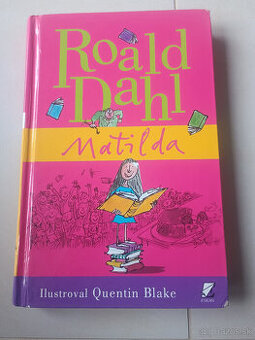 Roald
Dahl
Matilda
Ilustroval Quentin Blake